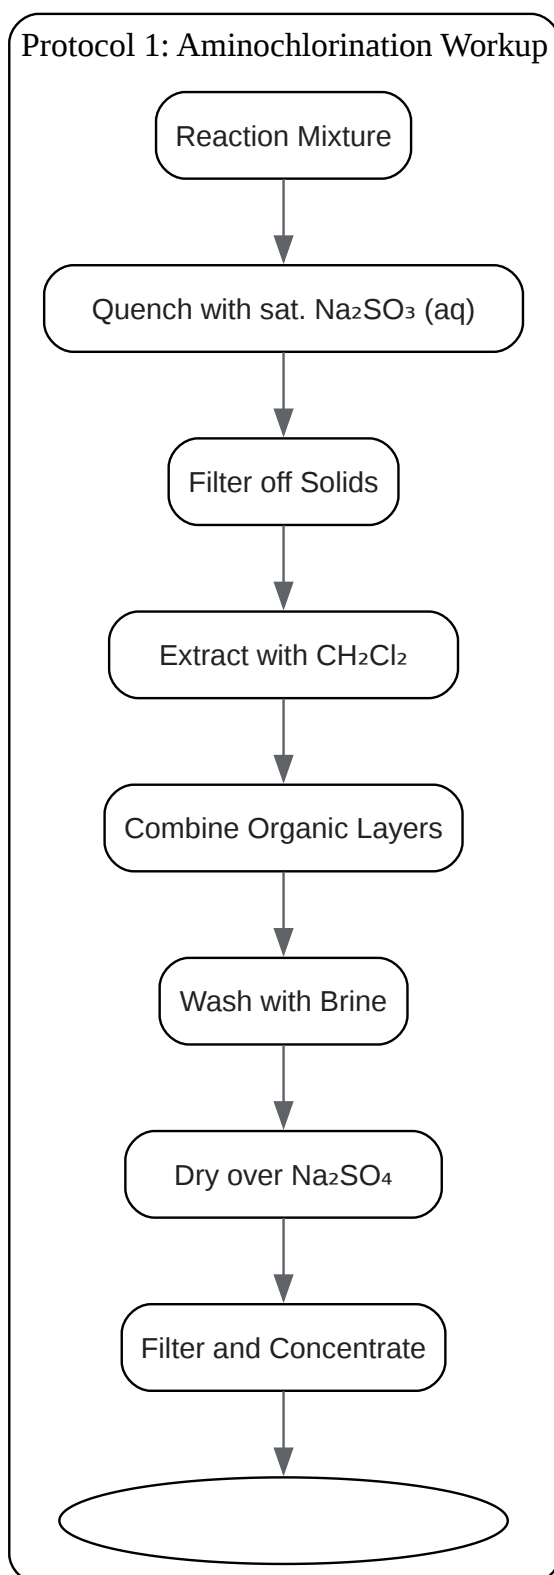 Protocol 1: Aminochlorination Workup
Reaction Mixture
Quench with sat. Na₂SO₃ (aq)
Filter off Solids
Extract with CH₂Cl₂
Combine Organic Layers
Wash with Brine
Dry over Na₂SO₄
Filter and Concentrate